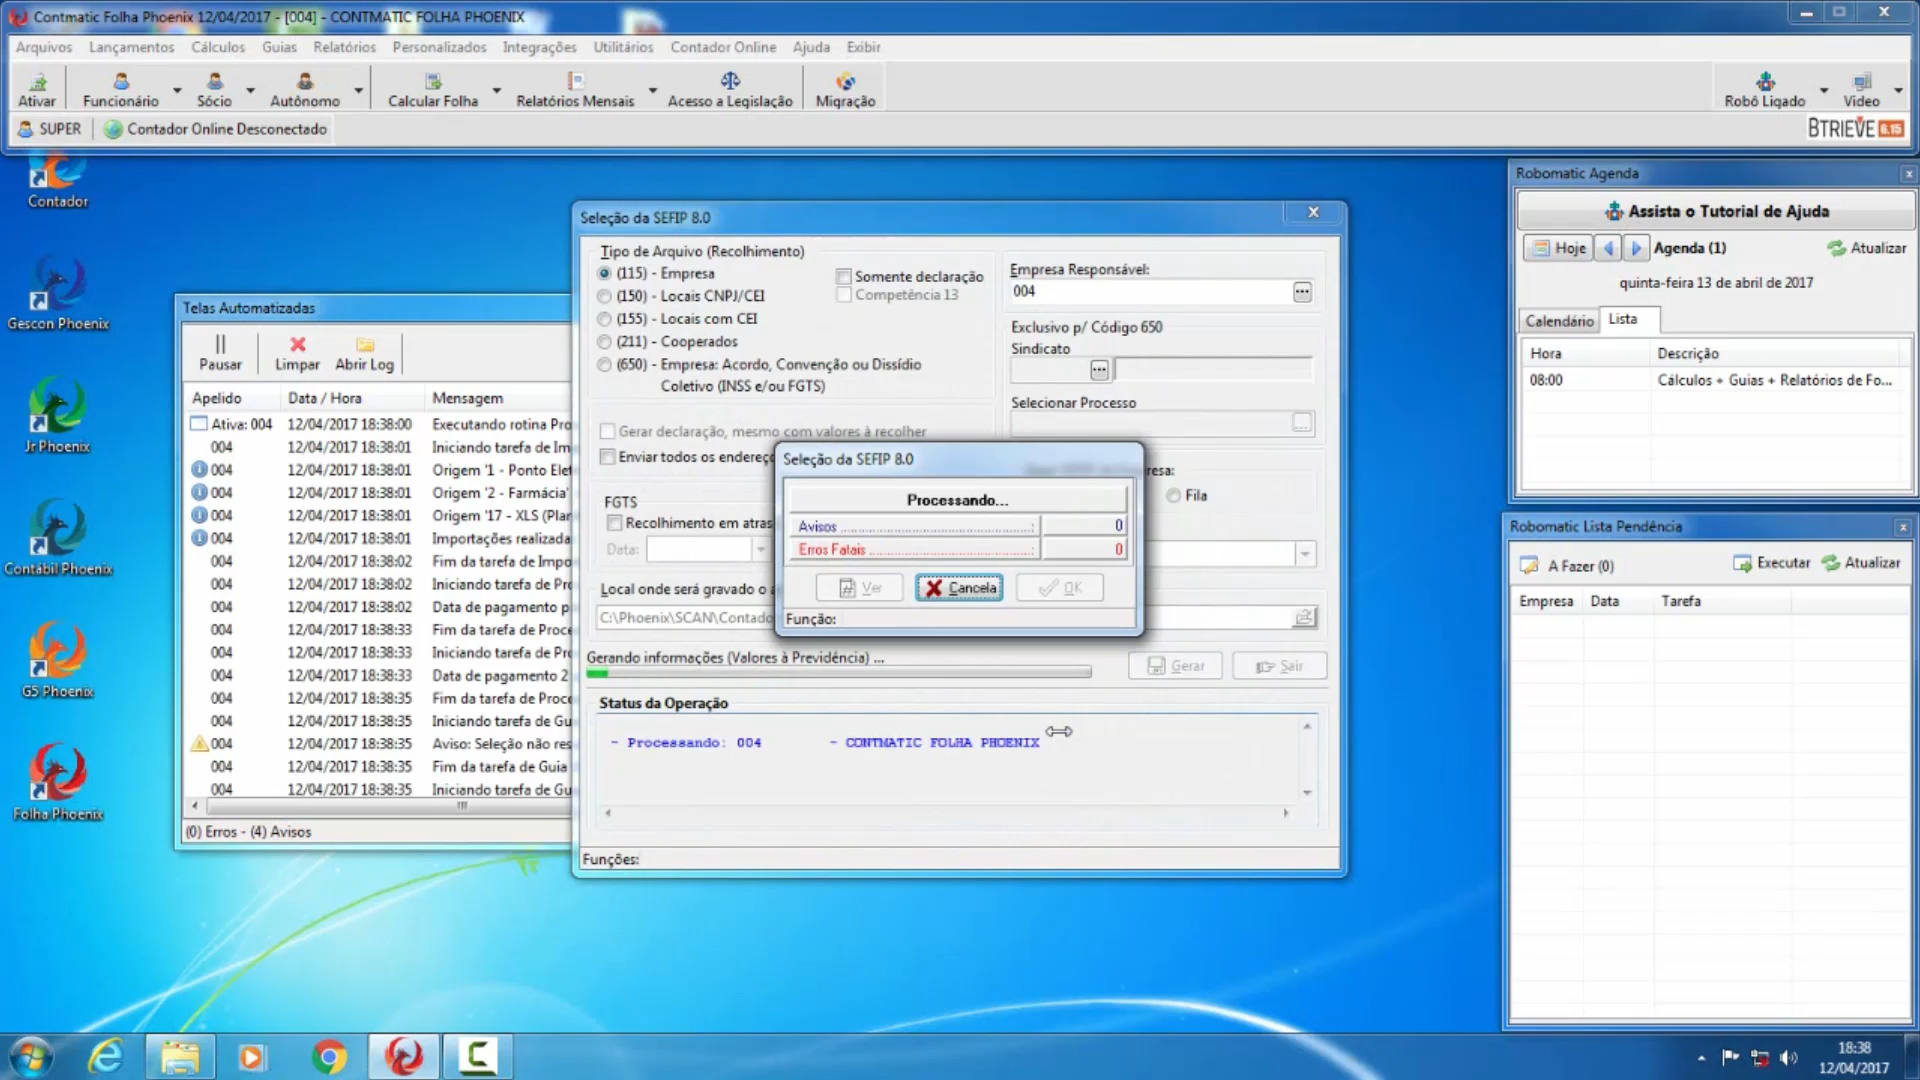 Contmatic Folha Phoenix 12/04/2017 - [004] - CONTMATIC FOLHA PHOENIX
Arquivos Lançamentos Cálculos Guias Relatórios Personalizados Integrações Utilitários Contador Online Ajuda Exibir
Ativar Funcionário Sócio Autônomo Calcular Folha Relatórios Mensais Acesso a Legislação Migração Robô Ligado Video
SUPER Contador Online Desconectado BTRIEVE 6.15
Contador
Gescon Phoenix
Jr Phoenix
Contábil Phoenix
G5 Phoenix
Folha Phoenix
Telas Automatizadas
Pausar Limpar Abrir Log
Apelido Data / Hora Mensagem
Ativa: 004 12/04/2017 18:38:00 Executando rotina Pro
004 12/04/2017 18:38:01 Iniciando tarefa de Im
004 12/04/2017 18:38:01 Origem '1 - Ponto Elet
004 12/04/2017 18:38:01 Origem '2 - Farmácia'
004 12/04/2017 18:38:01 Origem '17 - XLS (Plar
004 12/04/2017 18:38:01 Importações realizada
004 12/04/2017 18:38:02 Fim da tarefa de Impo
004 12/04/2017 18:38:02 Iniciando tarefa de Pr
004 12/04/2017 18:38:02 Data de pagamento p
004 12/04/2017 18:38:33 Fim da tarefa de Proce
004 12/04/2017 18:38:33 Iniciando tarefa de Pr
004 12/04/2017 18:38:33 Data de pagamento 2
004 12/04/2017 18:38:35 Fim da tarefa de Proce
004 12/04/2017 18:38:35 Iniciando tarefa de Gu
004 12/04/2017 18:38:35 Aviso: Seleção não res
004 12/04/2017 18:38:35 Fim da tarefa de Guia
004 12/04/2017 18:38:35 Iniciando tarefa de Gu
(0) Erros - (4) Avisos
Seleção da SEFIP 8.0
Tipo de Arquivo (Recolhimento)
(115) - Empresa
(150) - Locais CNPJ/CEI
(155) - Locais com CEI
(211) - Cooperados
(650) - Empresa: Acordo, Convenção ou Dissídio
Coletivo (INSS e/ou FGTS)
Somente declaração
Competência 13
Empresa Responsável:
004
Exclusivo p/ Código 650
Sindicato
Selecionar Processo
Gerar declaração, mesmo com valores à recolher
Enviar todos os endereço
Fila
FGTS
Recolhimento em atras
Data:
Local onde será gravado o a
C:\Phoenix\SCAN\Contado
Gerando informações (Valores à Previdência) ...
Gerar Sair
Status da Operação
- Processando: 004 - CONTMATIC FOLHA PHOENIX
Funções:
Seleção da SEFIP 8.0
Processando...
Avisos ........................................: 0
Erros Fatais ..................................: 0
Ver Cancela OK
Função:
Robomatic Agenda
Assista o Tutorial de Ajuda
Hoje Agenda (1) Atualizar
quinta-feira 13 de abril de 2017
Calendário Lista
Hora Descrição
08:00 Cálculos + Guias + Relatórios de Fo...
Robomatic Lista Pendência
A Fazer (0) Executar Atualizar
Empresa Data Tarefa
18:38
12/04/2017